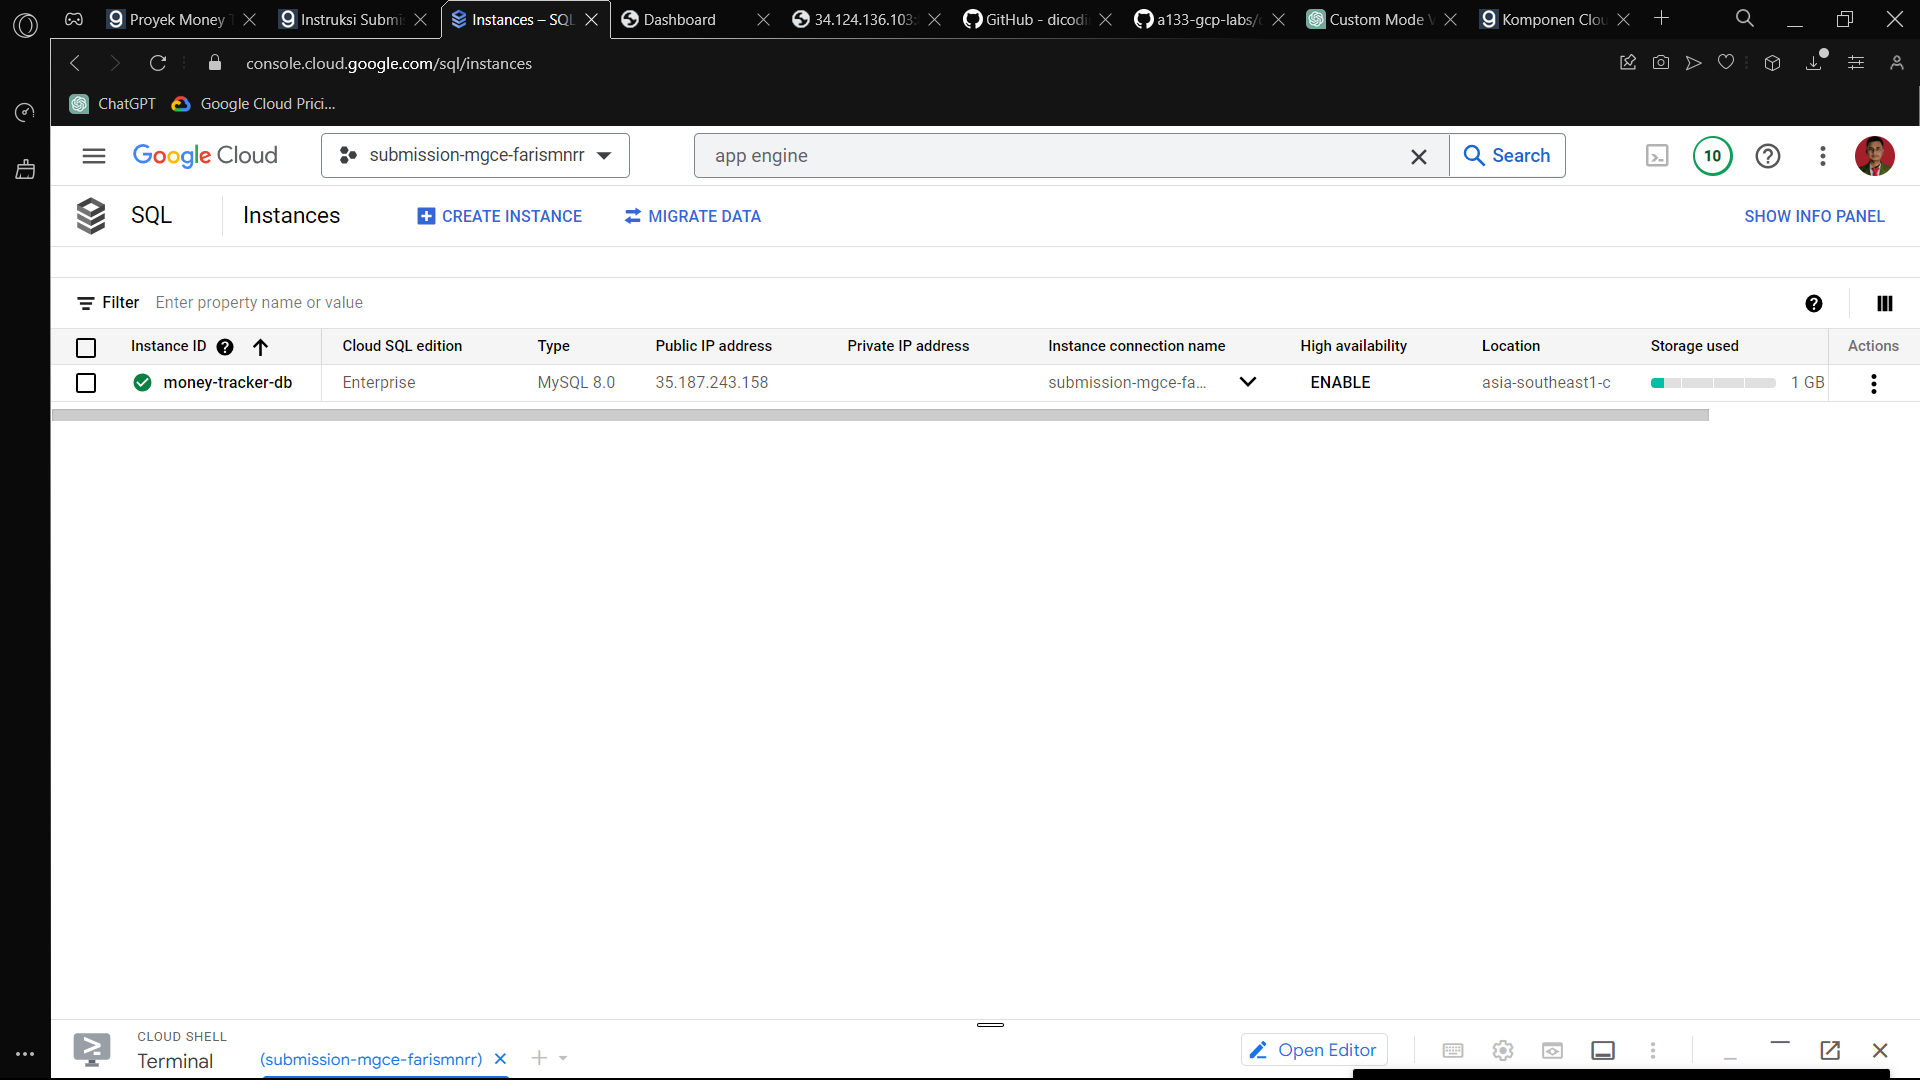 Proyek Money T
Instruksi Submis
Instances – SQL
Dashboard
34.124.136.103:
GitHub - dicodi
a133-gcp-labs/c
Custom Mode V
Komponen Clou
console.cloud.google.com/sql/instances
ChatGPT
Google Cloud Prici...
Google Cloud
submission-mgce-farismnrr
app engine
Search
10
SQL
Instances
CREATE INSTANCE
MIGRATE DATA
SHOW INFO PANEL
Filter
Enter property name or value
Instance ID
Cloud SQL edition
Type
Public IP address
Private IP address
Instance connection name
High availability
Location
Storage used
Actions
money-tracker-db
Enterprise
MySQL 8.0
35.187.243.158
submission-mgce-fa...
ENABLE
asia-southeast1-c
1 GB
CLOUD SHELL
Terminal
(submission-mgce-farismnrr)
Open Editor